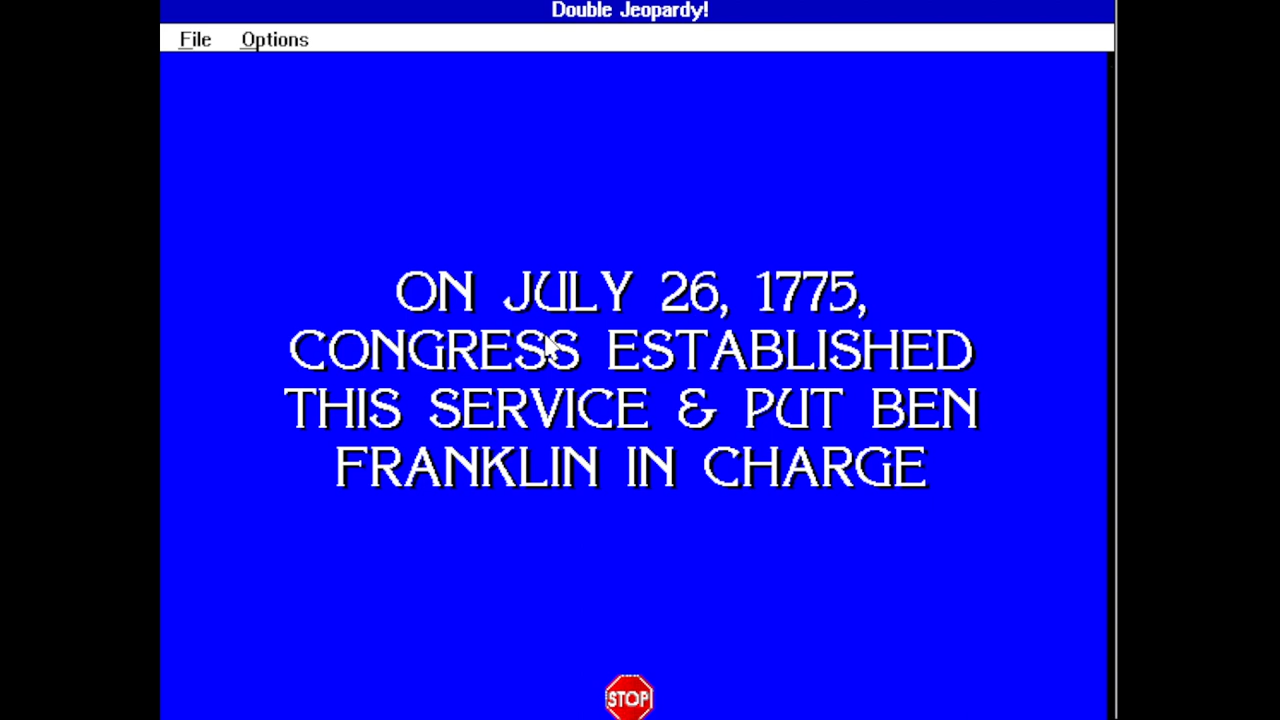 Double Jeopardy!
File Options
ON JULY 26, 1775,
CONGRESS ESTABLISHED
THIS SERVICE & PUT BEN
FRANKLIN IN CHARGE
STOP